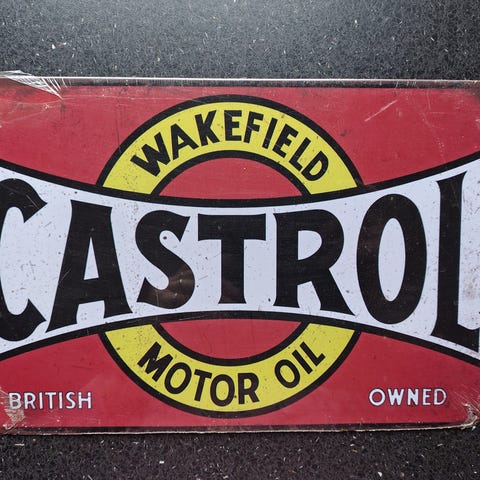 WAKEFIELD
CASTROL
MOTOR OIL
BRITISH OWNED